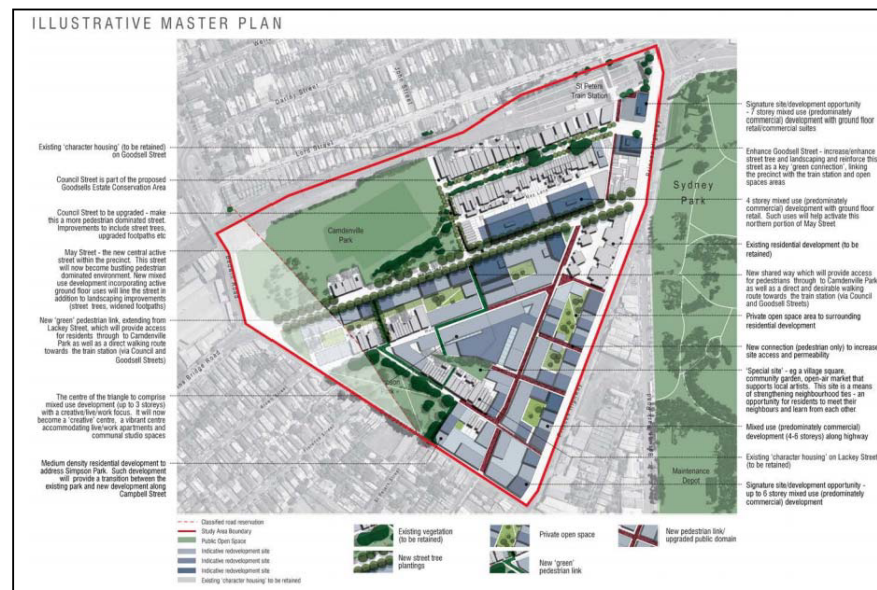 ILLUSTRATIVE MASTER PLAN
Existing 'character housing' (to be retained)
on Goodsell Street
Council Street is part of the proposed
Goodsells Estate Conservation Area
Council Street to be upgraded - make
this a more pedestrian dominated street.
Improvements to include street trees,
upgraded footpaths etc
May Street - the new central active
street within the precinct. This street
will now become bustling pedestrian
dominated environment. New mixed
use development incorporating active
ground floor uses will line the street in
addition to landscaping improvements
(street trees, widened footpaths)
New 'green' pedestrian link, extending from
Lackey Street, which will provide access
for residents through to Camdenville
Park as well as a direct walking route
towards the train station (via Council
and Goodsell Streets)
The centre of the triangle to comprise
mixed use development (up to 3 storeys)
with a creative/live/work focus. It will now
become a 'creative' centre, a vibrant centre
accommodating live/work apartments and
communal studio spaces
Medium density residential development to
address Simpson Park. Such development
will provide a transition between the
existing park and new development along
Campbell Street
Darley Street
John Street
Lord Street
St Peters
Train Station
Camdenville
Park
Sydney
Park
Maintenance
Depot
Signature site/development opportunity
- 7 storey mixed use (predominately
commercial) development with ground floor
retail/commercial suites
Enhance Goodsell Street - increase/enhance
street tree and landscaping and reinforce this
street as a key 'green connection', linking
the precinct with the train station and open
spaces areas
4 storey mixed use (predominately
commercial) development with ground floor
retail. Such uses will help activate this
northern portion of May Street
Existing residential development (to be
retained)
New shared way which will provide access
for pedestrians through to Camdenville Park
as well as a direct and desirable walking
route towards the train station (via Council
and Goodsell Streets)
Private open space area to surrounding
residential development
New connection (pedestrian only) to increase
site access and permeability
'Special site' - eg a village square,
community garden, open-air market that
supports local artists. This site is a means
of strengthening neighbourhood ties - an
opportunity for residents to meet their
neighbours and learn from each other
Mixed use (predominately commercial)
development (4-6 storeys) along highway
Existing 'character housing' on Lackey Street
(to be retained)
Signature site/development opportunity -
up to 6 storey mixed use (predominately
commercial) development
Classified road reservation
Study Area Boundary
Public Open Space
Indicative redevelopment site
Indicative redevelopment site
Indicative redevelopment site
Existing 'character housing' to be retained
Existing vegetation
(to be retained)
New street tree
plantings
Private open space
New 'green'
pedestrian link
New pedestrian link/
upgraded public domain